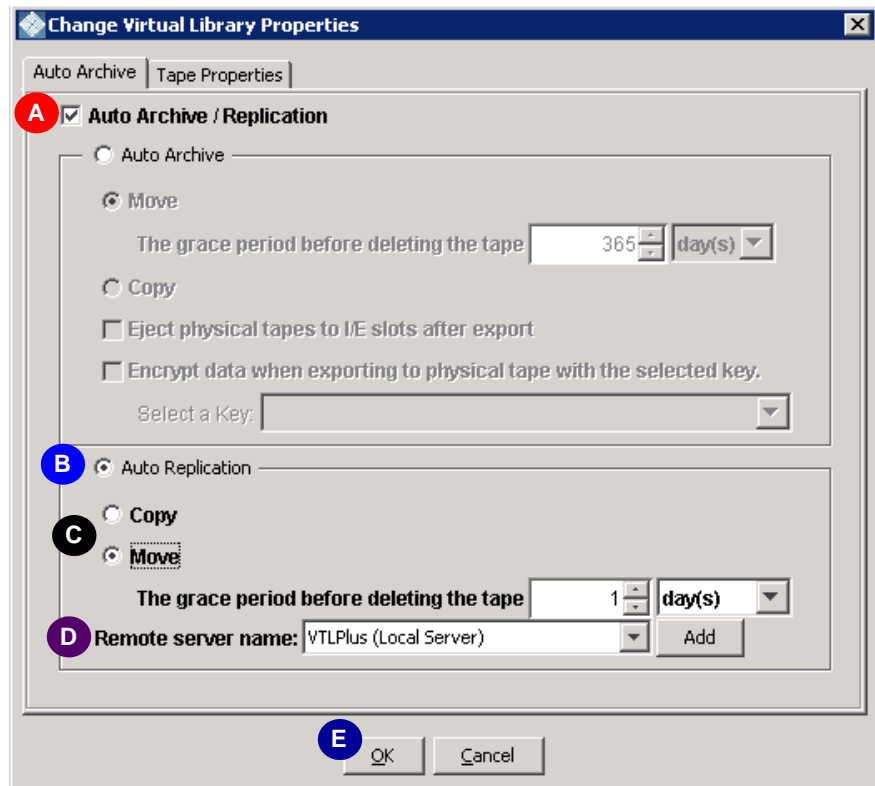 Change Virtual Library Properties
Auto Archive Tape Properties
A Auto Archive / Replication
Auto Archive
Move
The grace period before deleting the tape 365 day(s)
Copy
Eject physical tapes to I/E slots after export
Encrypt data when exporting to physical tape with the selected key.
Select a Key:
B Auto Replication
Copy
C
Move
The grace period before deleting the tape 1 day(s)
D Remote server name: VTLPlus (Local Server) Add
E OK Cancel